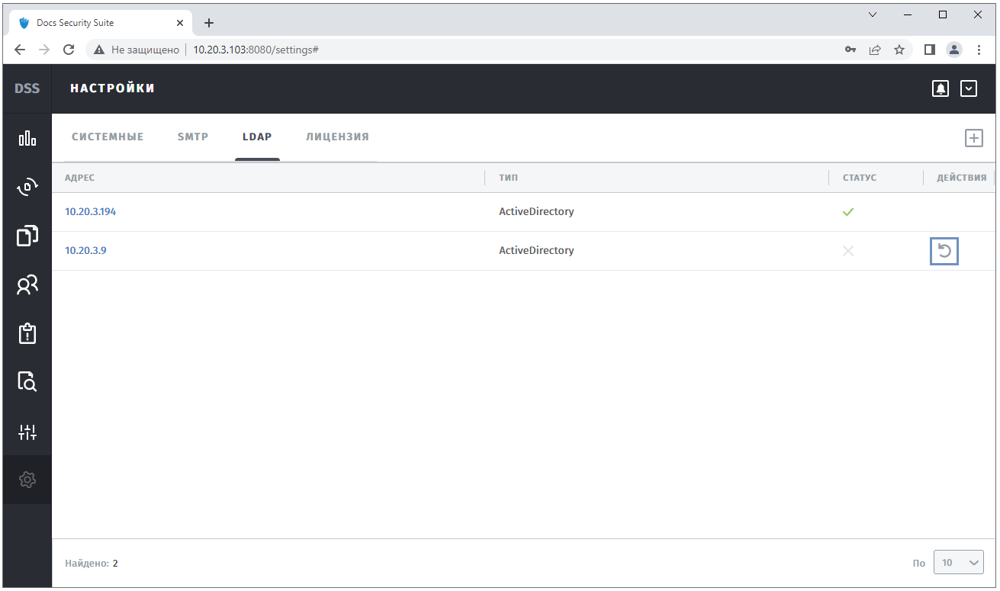 Docs Security Suite
Не защищено 10.20.3.103:8080/settings#
DSS НАСТРОЙКИ
СИСТЕМНЫЕ SMTP LDAP ЛИЦЕНЗИЯ
АДРЕС ТИП СТАТУС ДЕЙСТВИЯ
10.20.3.194 ActiveDirectory
10.20.3.9 ActiveDirectory
Найдено: 2 По 10